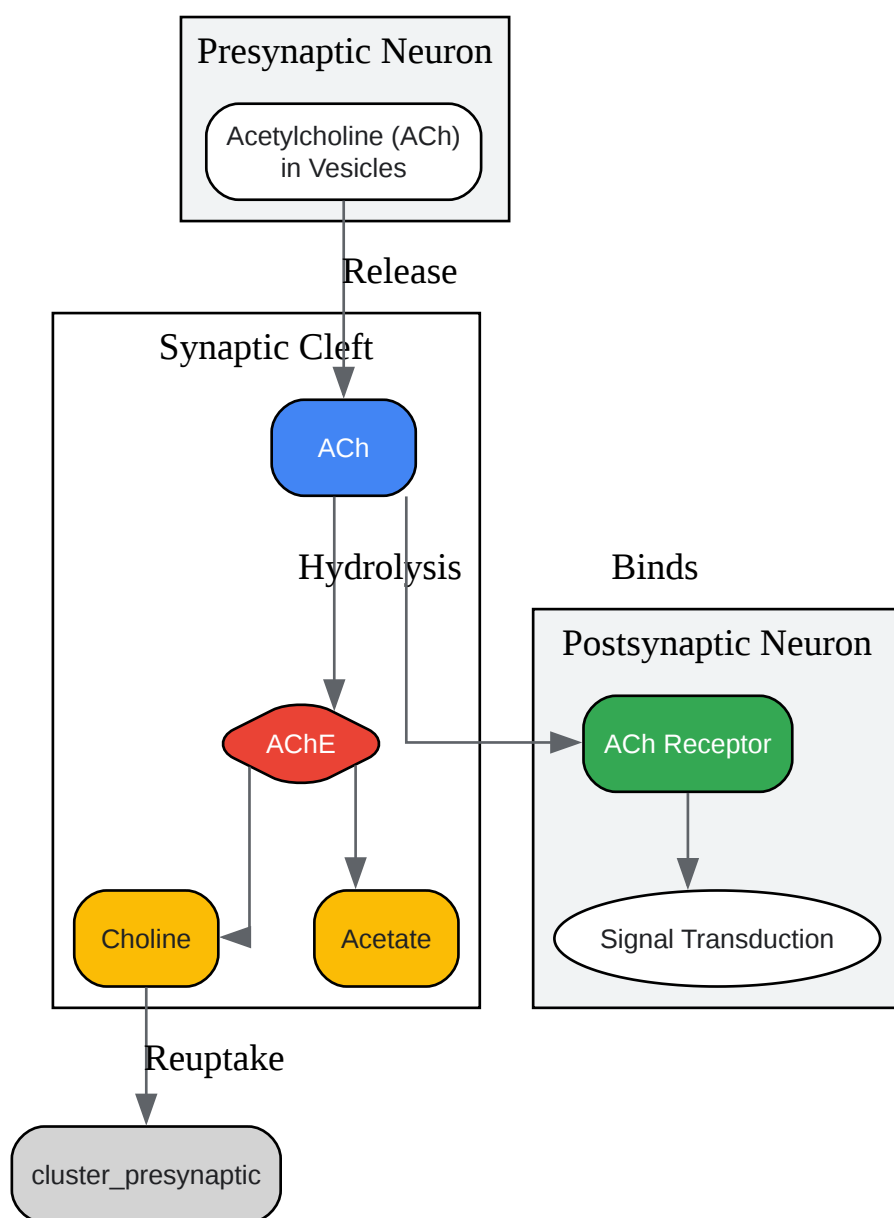 Presynaptic Neuron
Acetylcholine (ACh)
in Vesicles
Release
Synaptic Cleft
ACh
Hydrolysis
Binds
Postsynaptic Neuron
AChE
ACh Receptor
Choline
Acetate
Signal Transduction
Reuptake
cluster_presynaptic